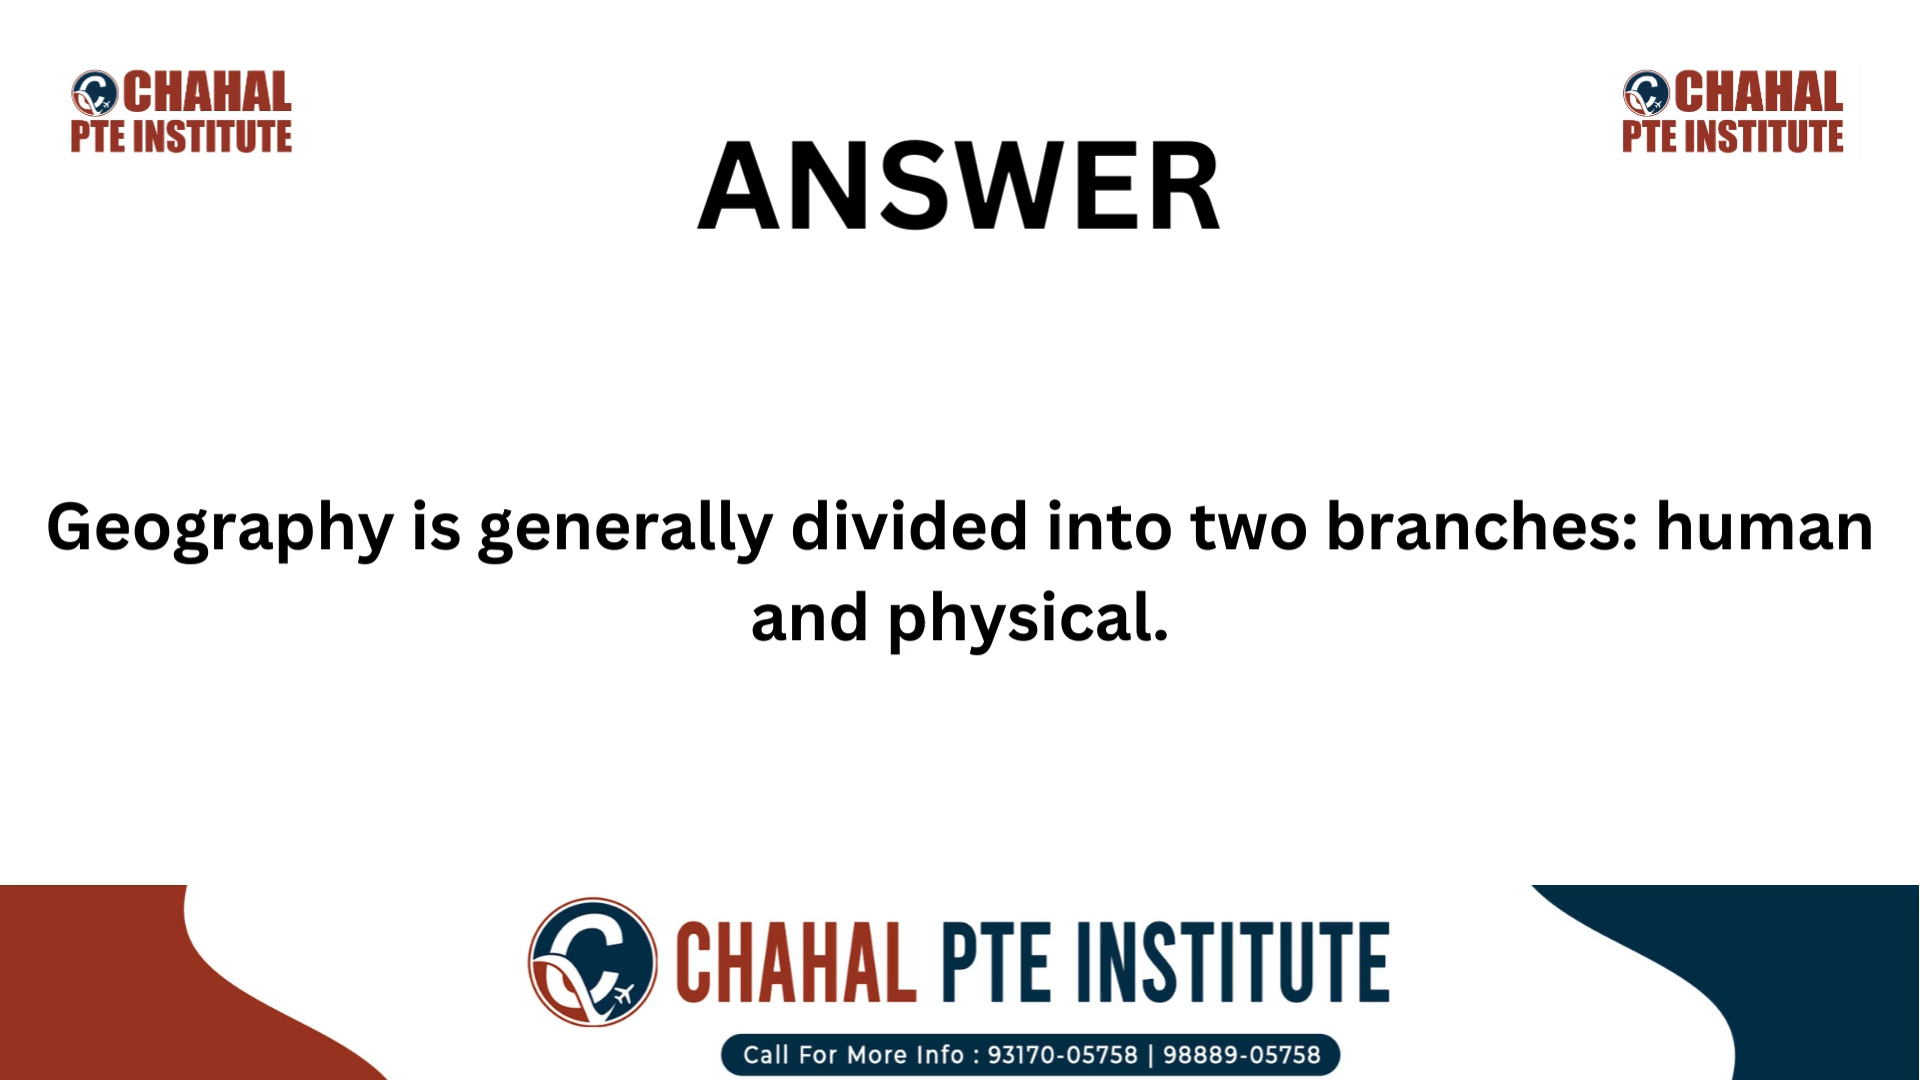 CHAHAL
PTE INSTITUTE
CHAHAL
PTE INSTITUTE
ANSWER
Geography is generally divided into two branches: human
and physical.
CHAHAL PTE INSTITUTE
Call For More Info : 93170-05758 | 98889-05758